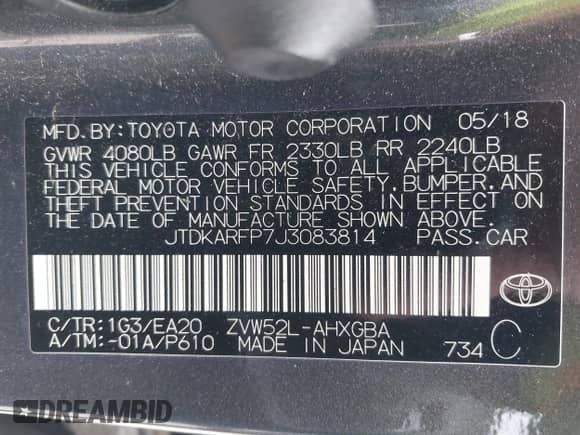 MFD.BY:TOYOTA MOTOR CORPORATION 05/18
GVWR 4080LB GAWR FR 2330LB RR 2240LB
THIS VEHICLE CONFORMS TO ALL APPLICABLE
FEDERAL MOTOR VEHICLE SAFETY,BUMPER,AND
THEFT PREVENTION STANDARDS IN EFFECT ON
THE DATE OF MANUFACTURE SHOWN ABOVE.
JTDKARFP7J3083814 PASS.CAR
C/TR:1G3/EA20 ZVW52L-AHXGBA
A/TM:-01A/P610 MADE IN JAPAN 734 C
DREAMBID